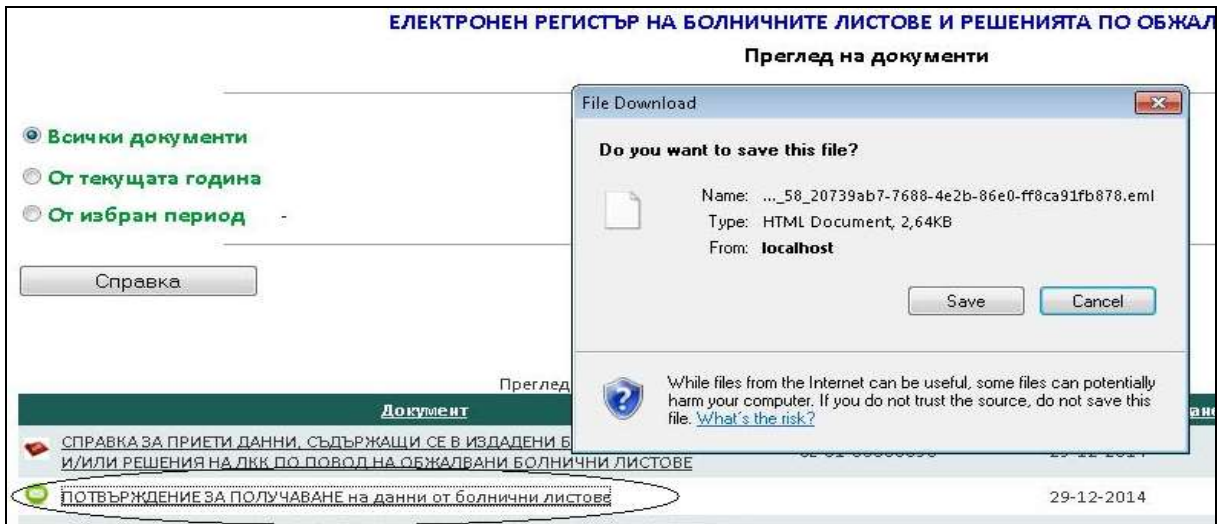 ЕЛЕКТРОНЕН РЕГИСТЪР НА БОЛНИЧНИТЕ ЛИСТОВЕ И РЕШЕНИЯТА ПО ОБЖАЛ
Преглед на документи
File Download
Do you want to save this file?
Name: ..._58_20739ab7-7688-4e2b-86e0-ff8ca91fb878.eml
Type: HTML Document, 2,64KB
From: localhost
Save Cancel
While files from the Internet can be useful, some files can potentially
harm your computer. If you do not trust the source, do not save this
file. What's the risk?
Всички документи
От текущата година
От избран период -
Справка
Преглед
Документ
СПРАВКА ЗА ПРИЕТИ ДАННИ, СЪДЪРЖАЩИ СЕ В ИЗДАДЕНИ Б
И/ИЛИ РЕШЕНИЯ НА ЛКК ПО ПОВОД НА ОБЖАЛВАНИ БОЛНИЧНИ ЛИСТОВЕ
ПОТВЪРЖДЕНИЕ ЗА ПОЛУЧАВАНЕ на данни от болнични листове 29-12-2014